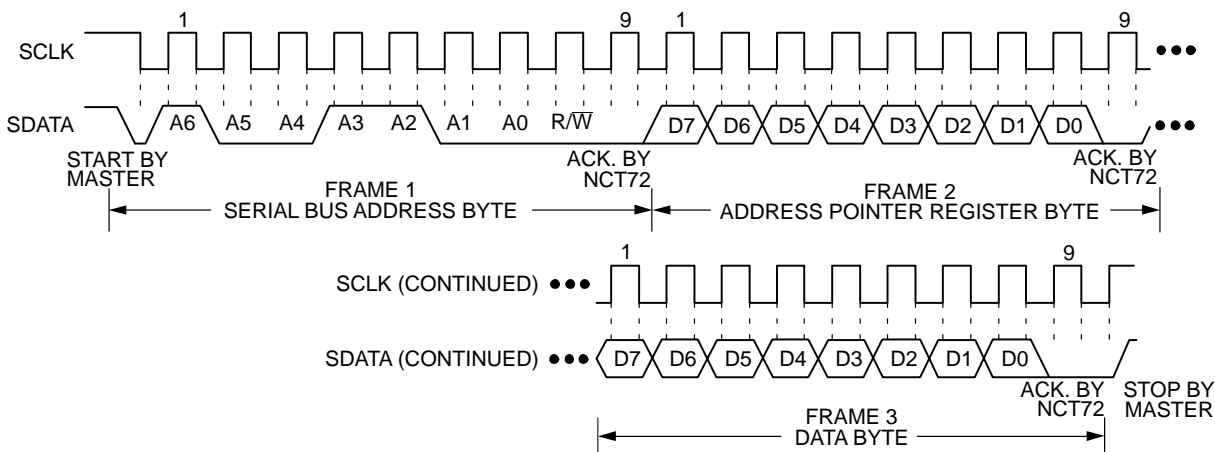 1 9 1 9
SCLK
SDATA A6 A5 A4 A3 A2 A1 A0 R/W̅ D7 D6 D5 D4 D3 D2 D1 D0
START BY
MASTER
ACK. BY
NCT72
ACK. BY
NCT72
FRAME 1
SERIAL BUS ADDRESS BYTE
FRAME 2
ADDRESS POINTER REGISTER BYTE
1 9
SCLK (CONTINUED)
SDATA (CONTINUED) D7 D6 D5 D4 D3 D2 D1 D0
ACK. BY
NCT72
STOP BY
MASTER
FRAME 3
DATA BYTE